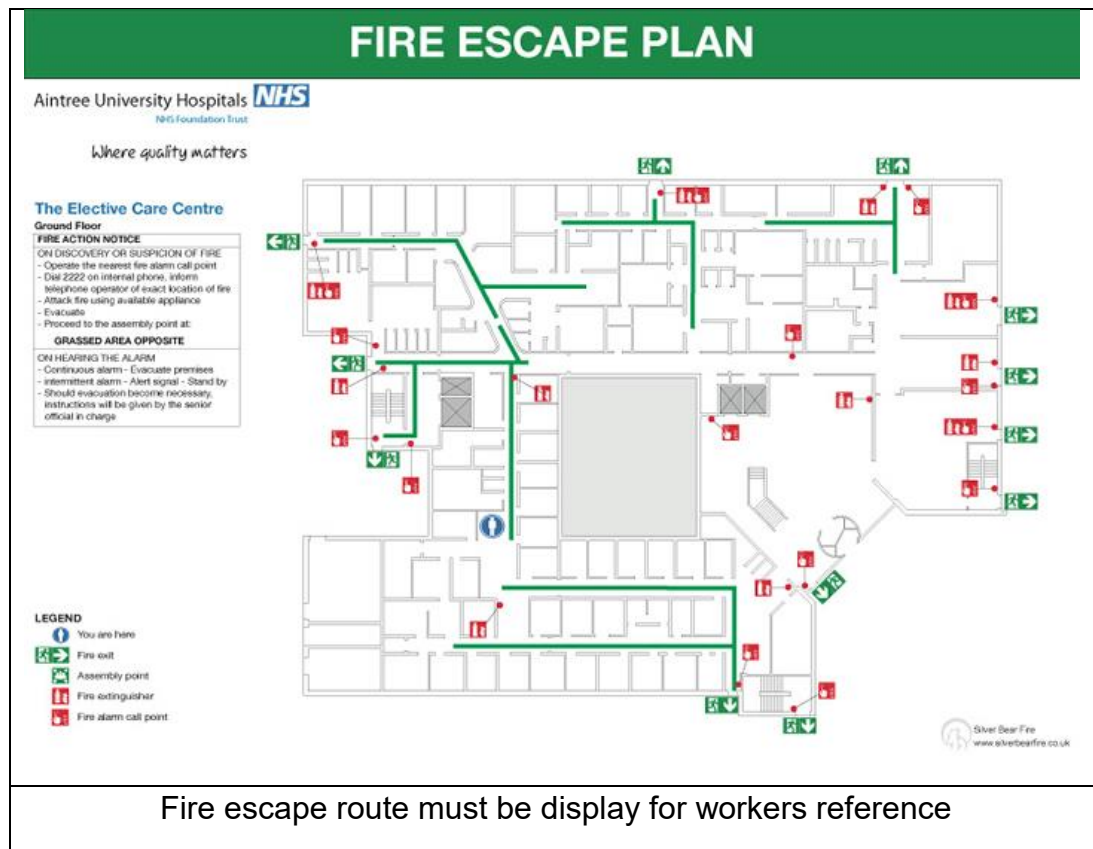 FIRE ESCAPE PLAN
Aintree University Hospitals NHS
NHS Foundation Trust
Where quality matters
The Elective Care Centre
Ground Floor
FIRE ACTION NOTICE
ON DISCOVERY OR SUSPICION OF FIRE
- Operate the nearest fire alarm call point
- Dial 2222 on internal phone, inform
telephone operator of exact location of fire
- Attack fire using available appliance
- Evacuate
- Proceed to the assembly point at:
GRASSED AREA OPPOSITE
ON HEARING THE ALARM
- Continuous alarm - Evacuate premises
- intermittent alarm - Alert signal - Stand by
- Should evacuation become necessary,
instructions will be given by the senior
official in charge
LEGEND
You are here
Fire exit
Assembly point
Fire extinguisher
Fire alarm call point
Silver Bear Fire
www.silverbearfire.co.uk
Fire escape route must be display for workers reference